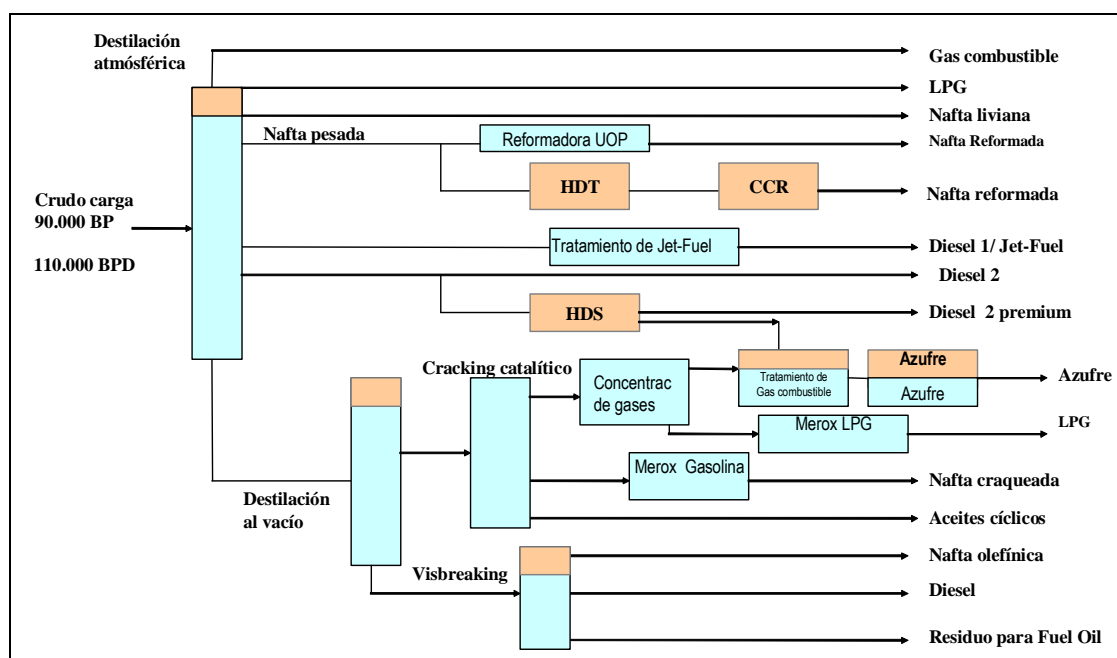 Destilación
atmósférica
Gas combustible
LPG
Nafta liviana
Nafta pesada
Reformadora UOP
Nafta Reformada
HDT
CCR
Nafta reformada
Crudo carga
90.000 BP
110.000 BPD
Tratamiento de Jet-Fuel
Diesel 1/ Jet-Fuel
Diesel 2
HDS
Diesel 2 premium
Cracking catalítico
Concentrac
de gases
Tratamiento de
Gas combustible
Azufre
Azufre
Azufre
Merox LPG
LPG
Merox Gasolina
Nafta craqueada
Destilación
al vacío
Aceites cíclicos
Visbreaking
Nafta olefínica
Diesel
Residuo para Fuel Oil